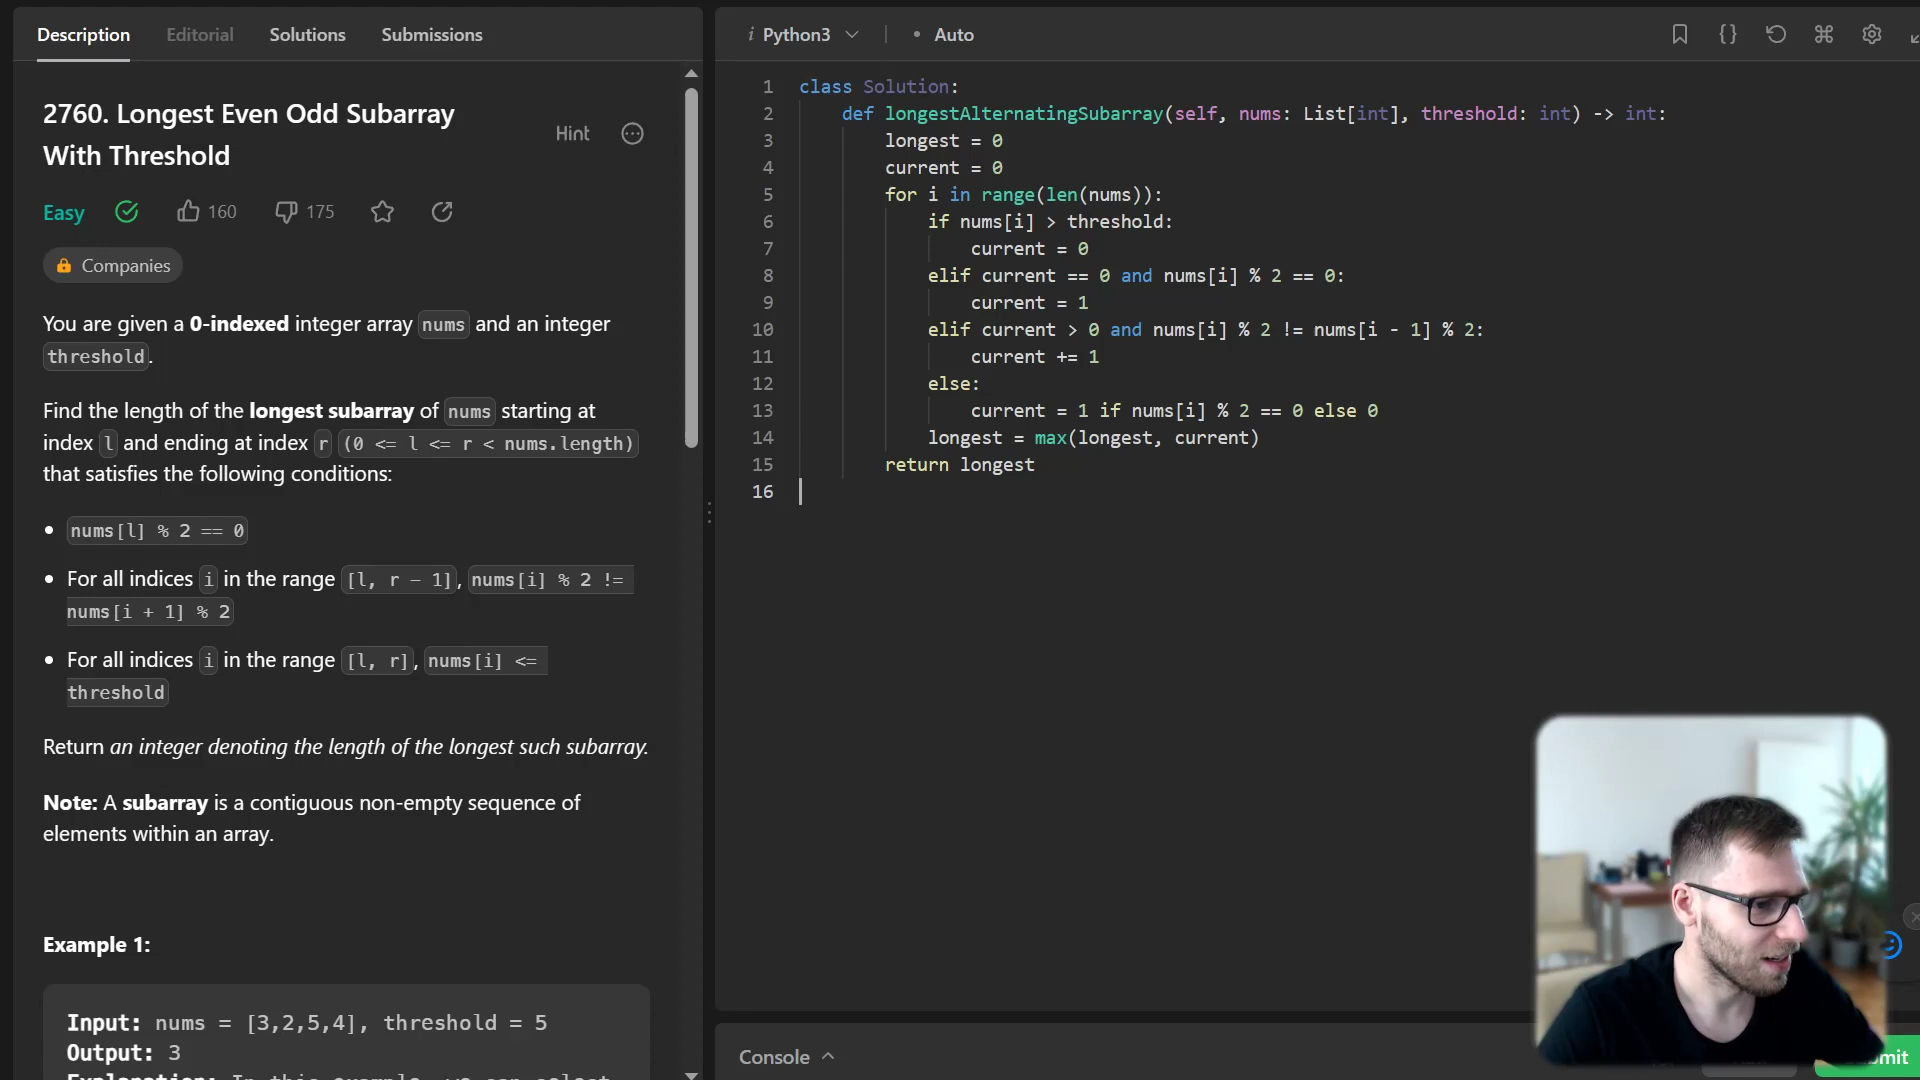 Description Editorial Solutions Submissions
2760. Longest Even Odd Subarray
With Threshold
Hint
Easy 160 175
Companies
You are given a 0-indexed integer array nums and an integer
threshold.
Find the length of the longest subarray of nums starting at
index l and ending at index r (0 <= l <= r < nums.length)
that satisfies the following conditions:
• nums[l] % 2 == 0
• For all indices i in the range [l, r - 1], nums[i] % 2 !=
nums[i + 1] % 2
• For all indices i in the range [l, r], nums[i] <=
threshold
Return an integer denoting the length of the longest such subarray.
Note: A subarray is a contiguous non-empty sequence of
elements within an array.
Example 1:
Input: nums = [3,2,5,4], threshold = 5
Output: 3
Explanation: In this example, we can select
i Python3 • Auto
1 class Solution:
2 def longestAlternatingSubarray(self, nums: List[int], threshold: int) -> int:
3 longest = 0
4 current = 0
5 for i in range(len(nums)):
6 if nums[i] > threshold:
7 current = 0
8 elif current == 0 and nums[i] % 2 == 0:
9 current = 1
10 elif current > 0 and nums[i] % 2 != nums[i - 1] % 2:
11 current += 1
12 else:
13 current = 1 if nums[i] % 2 == 0 else 0
14 longest = max(longest, current)
15 return longest
16
Console
mit